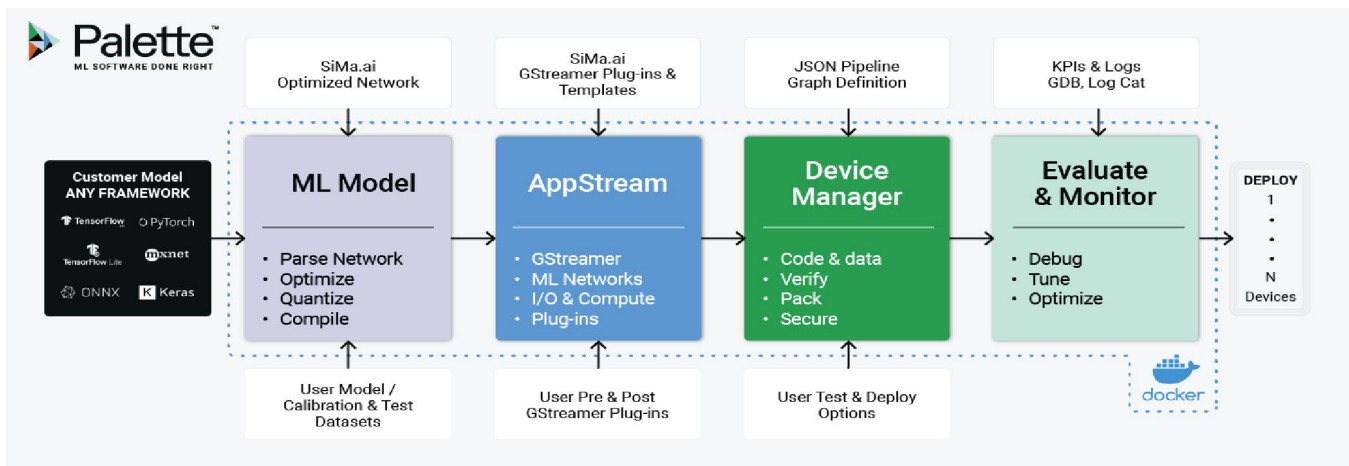 Palette™
ML SOFTWARE DONE RIGHT
SiMa.ai
Optimized Network
SiMa.ai
GStreamer Plug-ins &
Templates
JSON Pipeline
Graph Definition
KPIs & Logs
GDB, Log Cat
Customer Model
ANY FRAMEWORK
TensorFlow
PyTorch
TensorFlow Lite
mxnet
ONNX
K Keras
ML Model
• Parse Network
• Optimize
• Quantize
• Compile
AppStream
• GStreamer
• ML Networks
• I/O & Compute
• Plug-ins
Device
Manager
• Code & data
• Verify
• Pack
• Secure
Evaluate
& Monitor
• Debug
• Tune
• Optimize
DEPLOY
1
•
•
•
N
Devices
User Model /
Calibration & Test
Datasets
User Pre & Post
GStreamer Plug-ins
User Test & Deploy
Options
docker